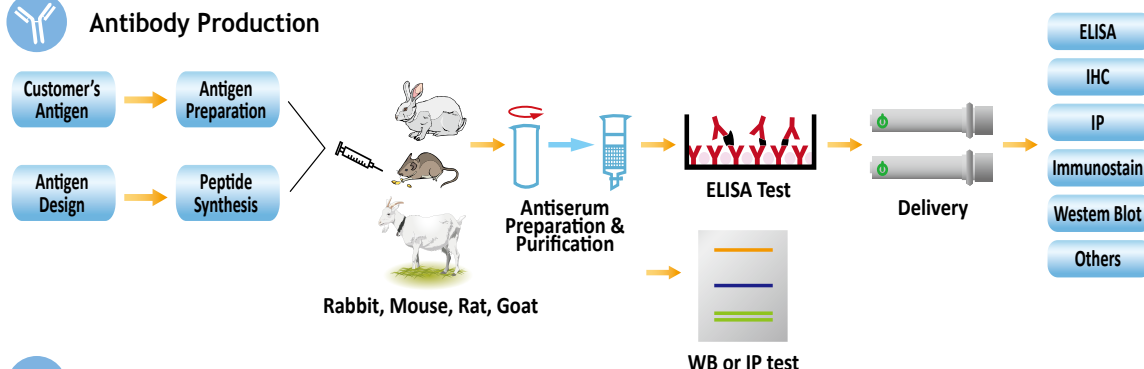 Antibody Production
Customer's
Antigen
Antigen
Preparation
Antigen
Design
Peptide
Synthesis
Rabbit, Mouse, Rat, Goat
Antiserum
Preparation &
Purification
ELISA Test
WB or IP test
Delivery
ELISA
IHC
IP
Immunostain
Westem Blot
Others